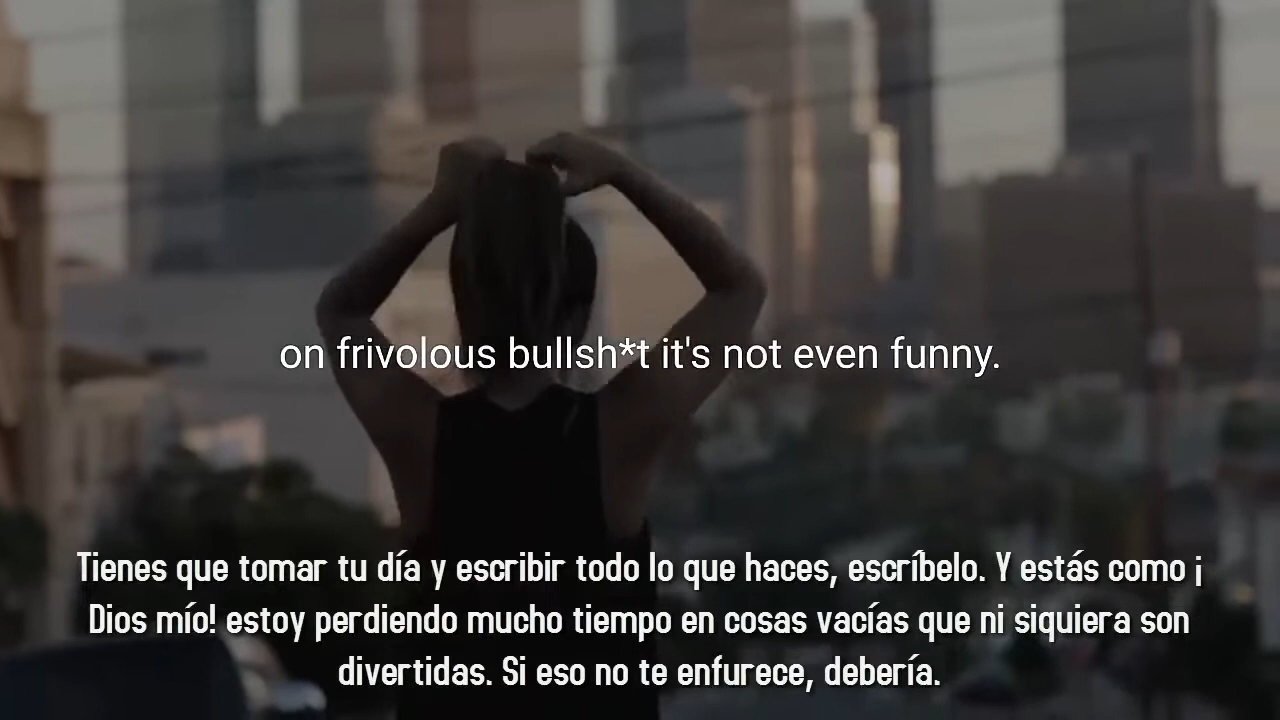 on frivolous bullsh*t it's not even funny.
Tienes que tomar tu día y escribir todo lo que haces, escríbelo. Y estás como ¡
Dios mío! estoy perdiendo mucho tiempo en cosas vacías que ni siquiera son
divertidas. Si eso no te enfurece, debería.